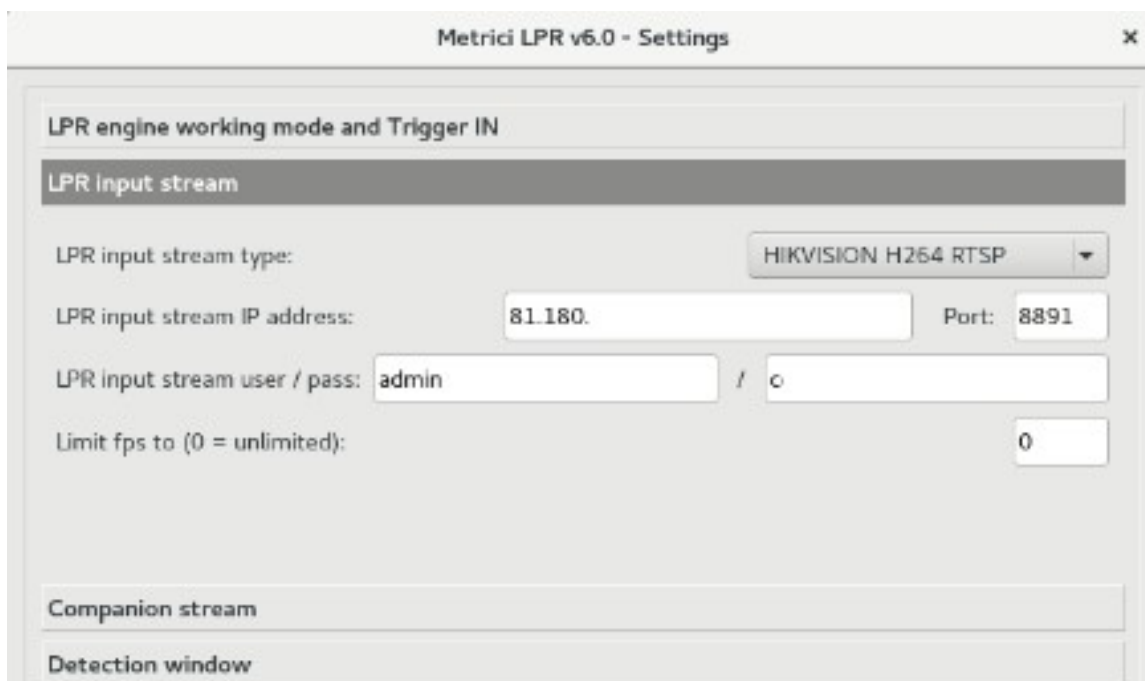 Metrici LPR v6.0 - Settings ×
LPR engine working mode and Trigger IN
LPR input stream
LPR input stream type: HIKVISION H264 RTSP
LPR input stream IP address: 81.180. Port: 8891
LPR input stream user / pass: admin / c
Limit fps to (0 = unlimited): 0
Companion stream
Detection window